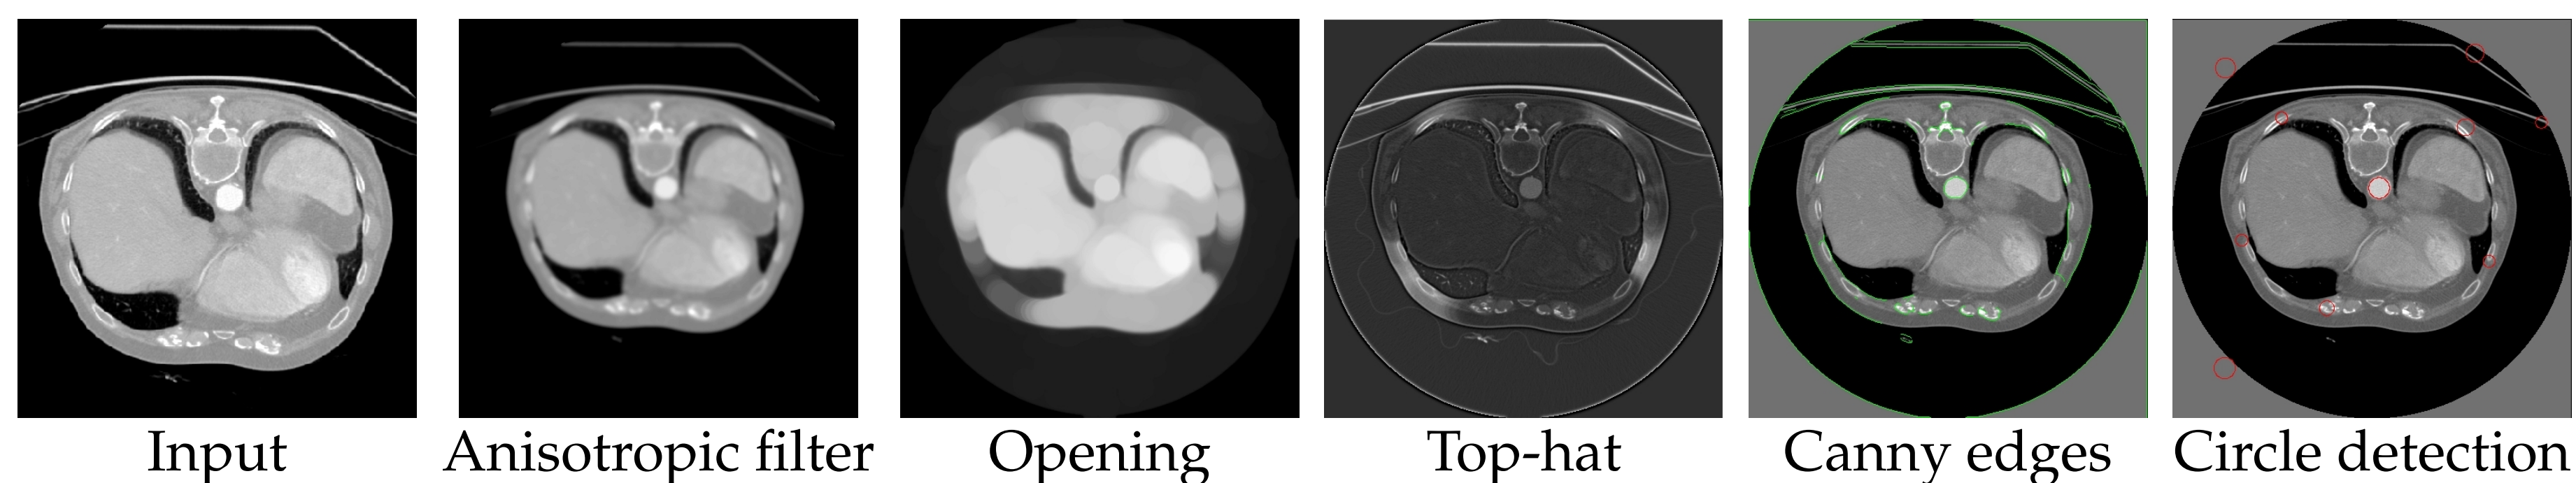 Input
Anisotropic filter
Opening
Top-hat
Canny edges
Circle detection